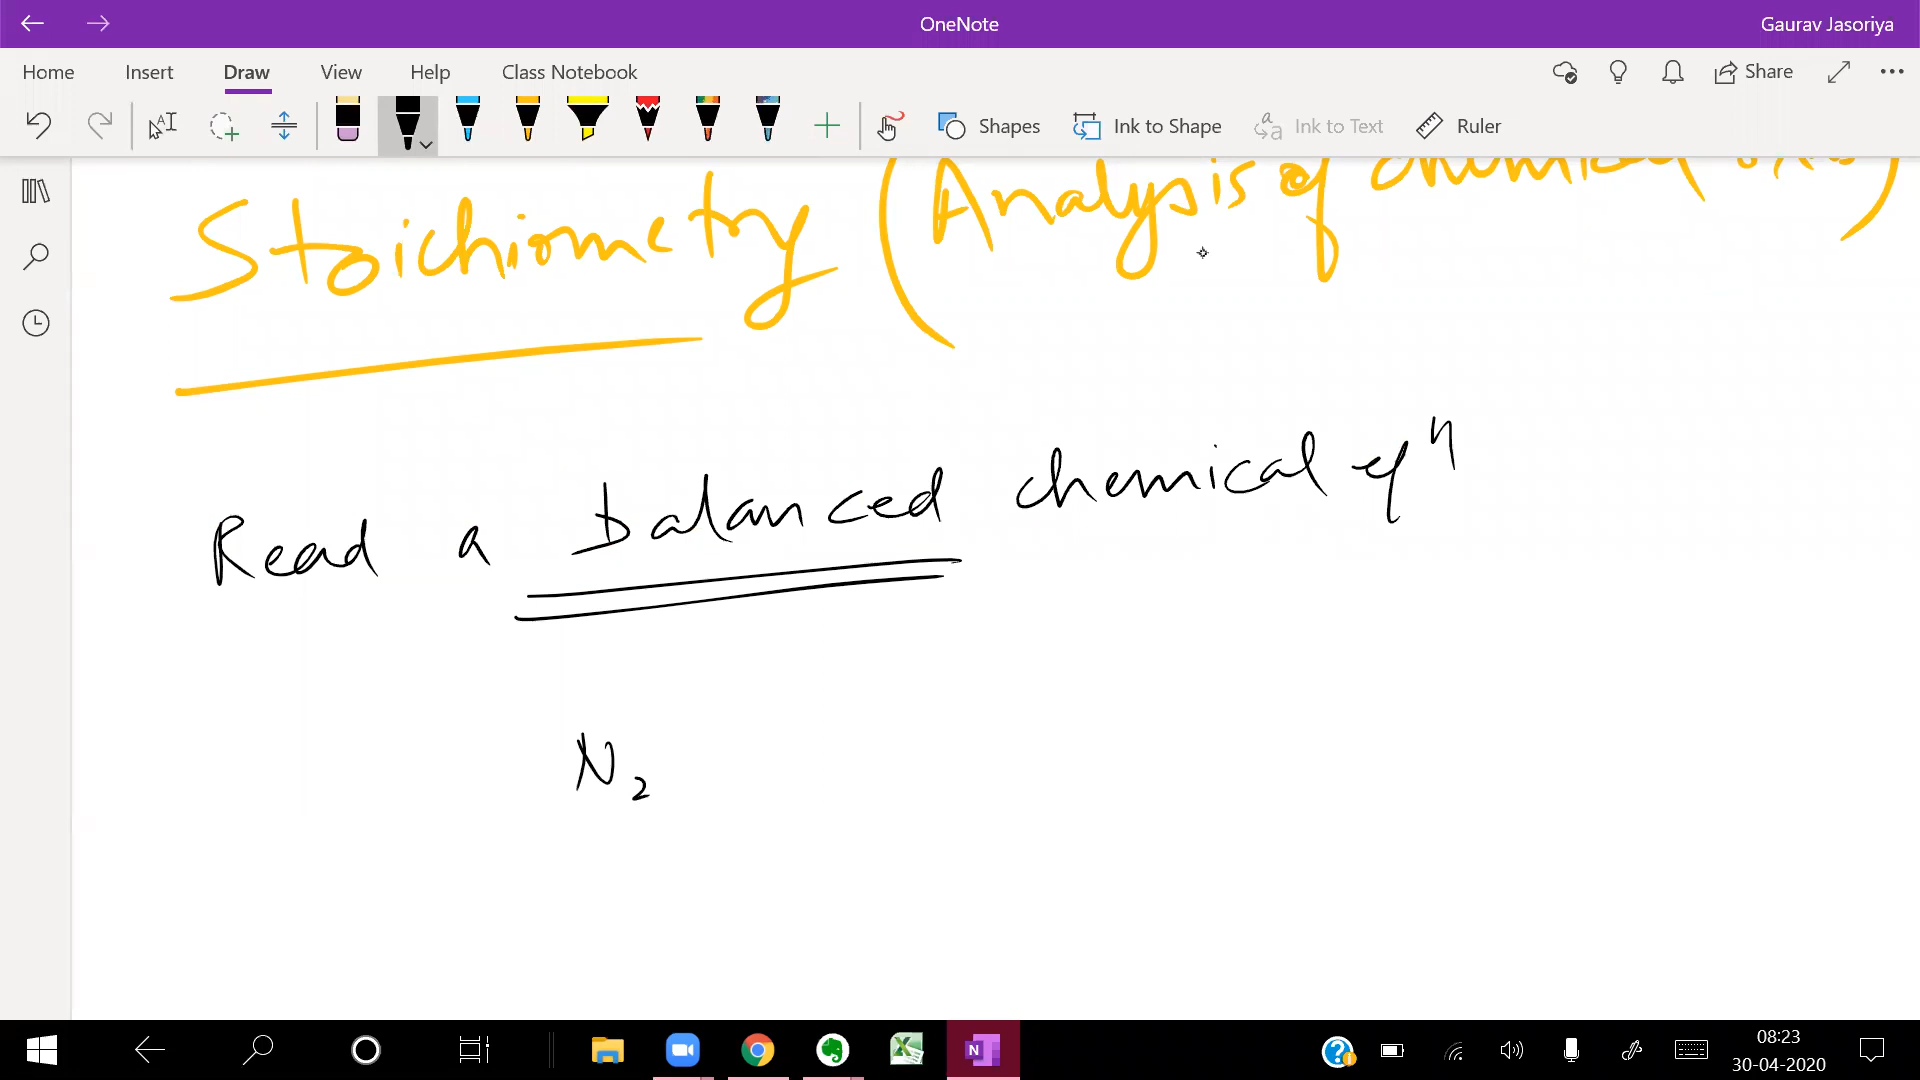 OneNote
Gaurav Jasoriya
Home Insert Draw View Help Class Notebook Share
Shapes Ink to Shape Ink to Text Ruler
Stoichiometry (Analysis of chemical
Read a balanced chemical eqⁿ
N₂
08:23
30-04-2020